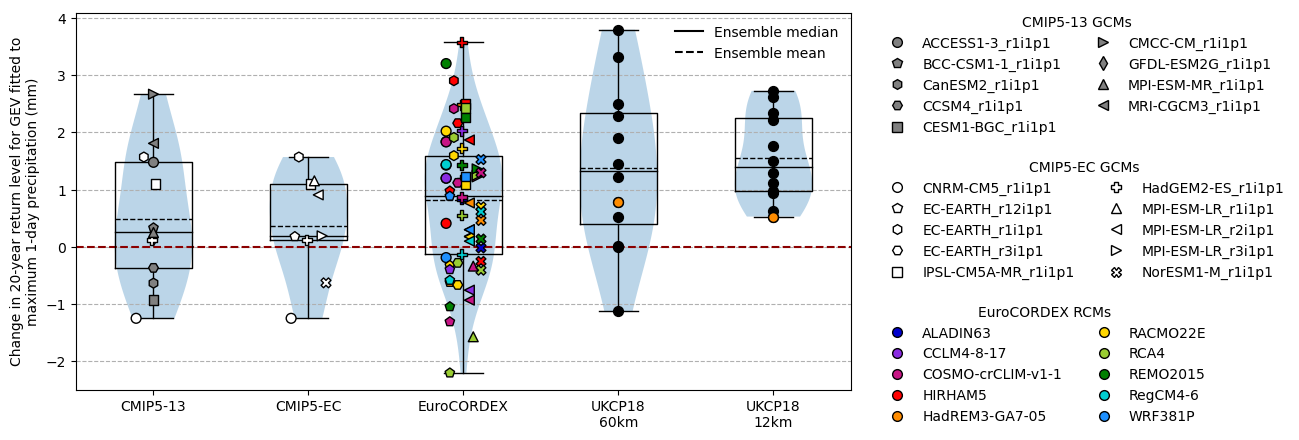 Change in 20-year return level for GEV fitted to
maximum 1-day precipitation (mm)
4
3
2
1
0
−1
−2
Ensemble median
Ensemble mean
CMIP5-13
CMIP5-EC
EuroCORDEX
UKCP18
60km
UKCP18
12km
CMIP5-13 GCMs
ACCESS1-3_r1i1p1
BCC-CSM1-1_r1i1p1
CanESM2_r1i1p1
CCSM4_r1i1p1
CESM1-BGC_r1i1p1
CMCC-CM_r1i1p1
GFDL-ESM2G_r1i1p1
MPI-ESM-MR_r1i1p1
MRI-CGCM3_r1i1p1
CMIP5-EC GCMs
CNRM-CM5_r1i1p1
EC-EARTH_r12i1p1
EC-EARTH_r1i1p1
EC-EARTH_r3i1p1
IPSL-CM5A-MR_r1i1p1
HadGEM2-ES_r1i1p1
MPI-ESM-LR_r1i1p1
MPI-ESM-LR_r2i1p1
MPI-ESM-LR_r3i1p1
NorESM1-M_r1i1p1
EuroCORDEX RCMs
ALADIN63
CCLM4-8-17
COSMO-crCLIM-v1-1
HIRHAM5
HadREM3-GA7-05
RACMO22E
RCA4
REMO2015
RegCM4-6
WRF381P